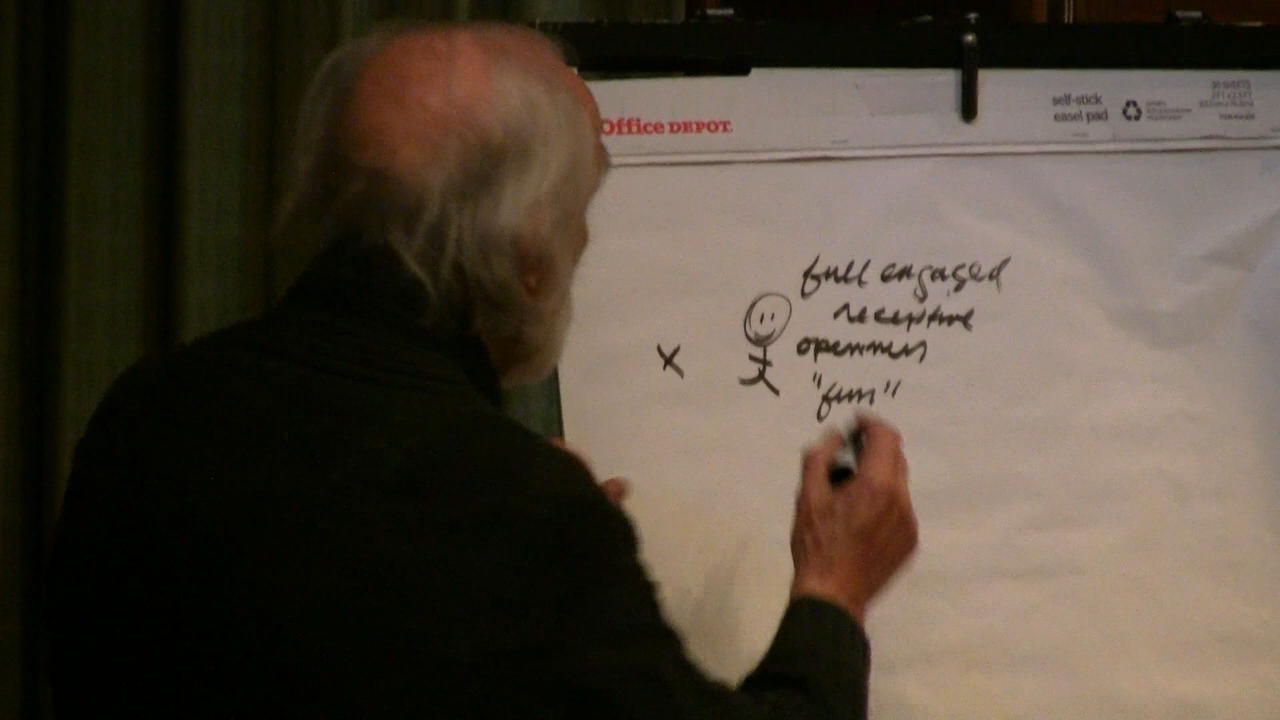 Office DEPOT.
self-stick
easel pad
full engaged
receptive
openness
"fun"
x